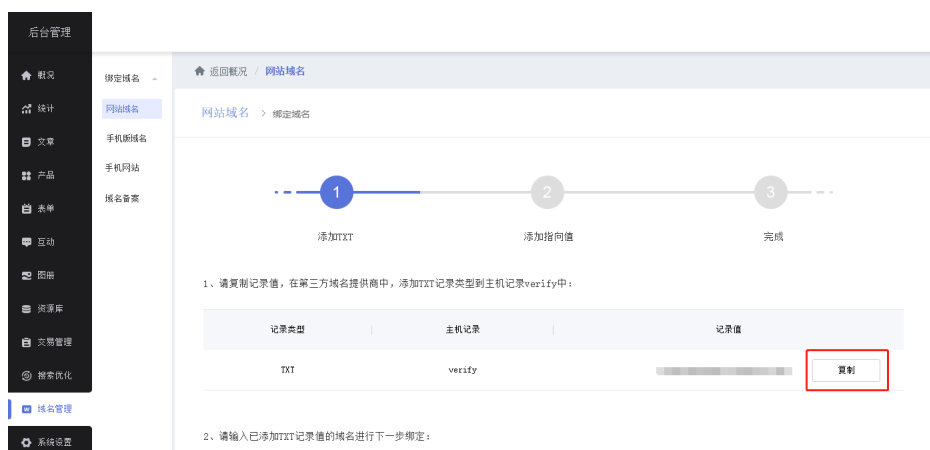 后台管理
概况
统计
文章
产品
表单
互动
图册
资源库
交易管理
搜索优化
域名管理
系统设置
绑定域名
网站域名
手机版域名
手机网站
域名备案
返回概况 / 网站域名
网站域名 > 绑定域名
1 2 3
添加TXT 添加指向值 完成
1、请复制记录值，在第三方域名提供商中，添加TXT记录类型到主机记录verify中：
记录类型 主机记录 记录值
TXT verify 复制
2、请输入已添加TXT记录值的域名进行下一步绑定：